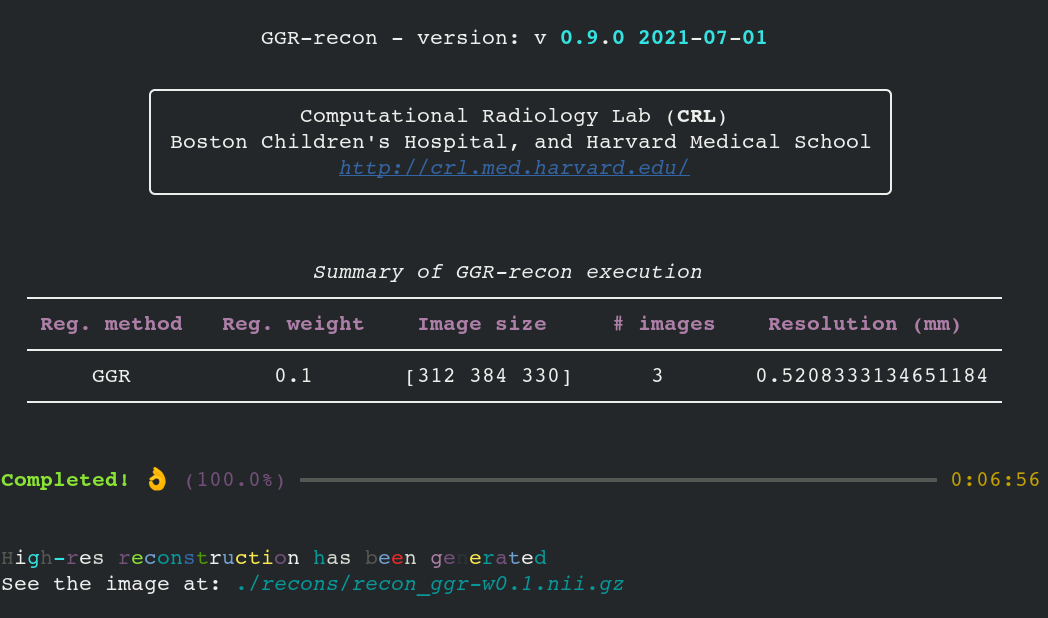 GGR-recon - version: v 0.9.0 2021-07-01
Computational Radiology Lab (CRL)
Boston Children's Hospital, and Harvard Medical School
http://crl.med.harvard.edu/
Summary of GGR-recon execution
Reg. method Reg. weight Image size # images Resolution (mm)
GGR 0.1 [312 384 330] 3 0.5208333134651184
Completed! 👌 (100.0%) 0:06:56
High-res reconstruction has been generated
See the image at: ./recons/recon_ggr-w0.1.nii.gz